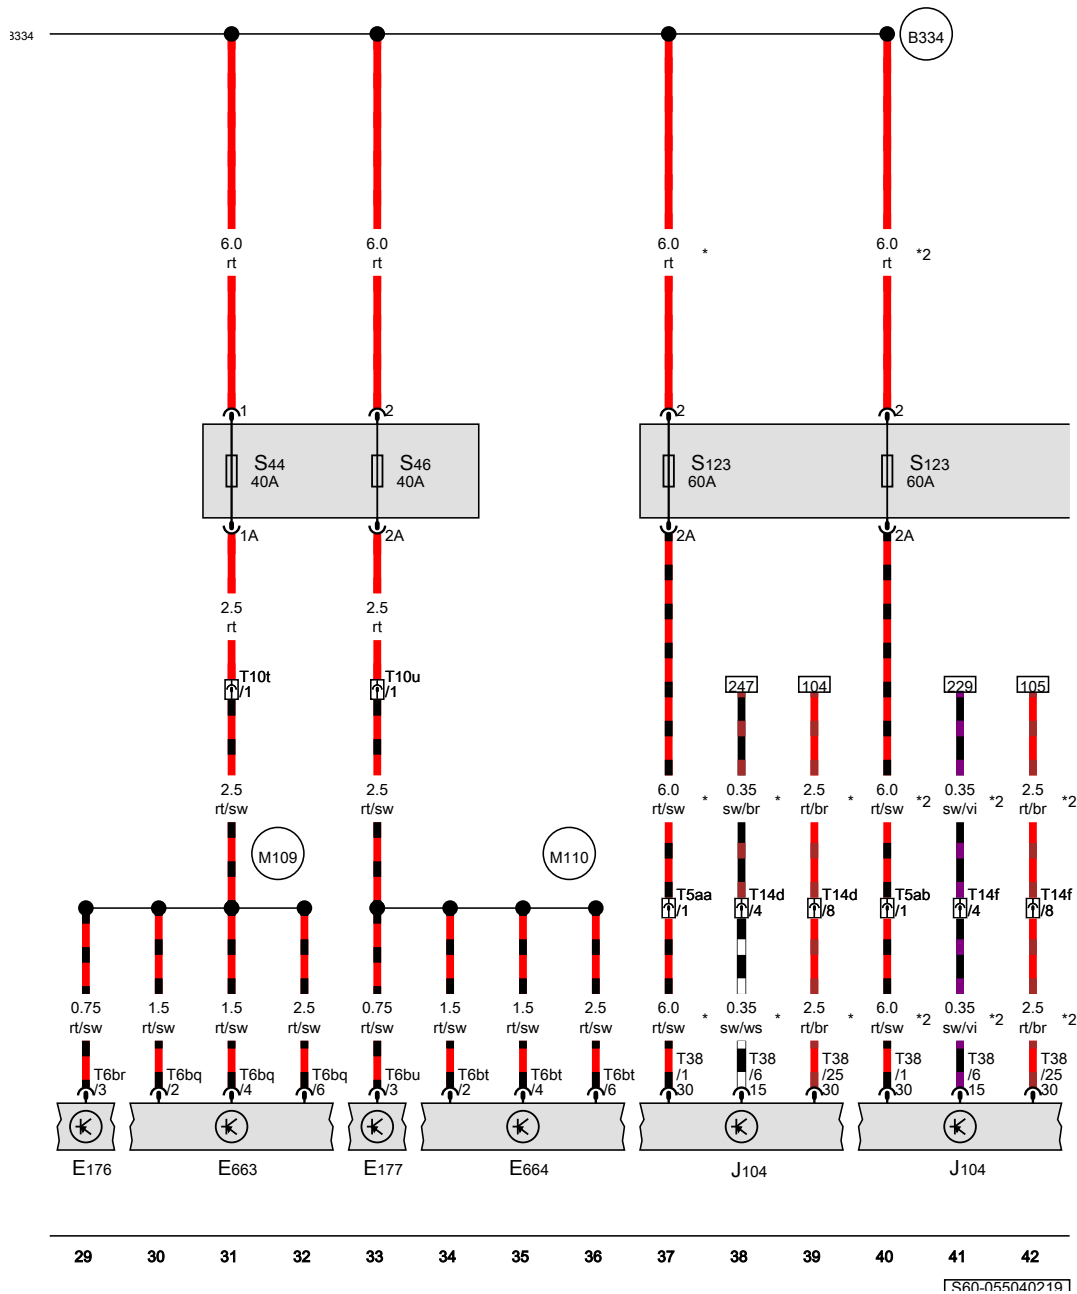 3334
B334
6.0 6.0 6.0 6.0
rt rt rt * rt *2
1 2 2 2
S44 S46 S123 S123
40A 40A 60A 60A
1A 2A 2A 2A
2.5 2.5
rt rt
T10t T10u
/1 /1
247 104 229 105
2.5 2.5 6.0 0.35 2.5 6.0 0.35 2.5
rt/sw rt/sw rt/sw * sw/br * rt/br * rt/sw *2 sw/vi *2 rt/br *2
M109 M110
T5aa T14d T14d T5ab T14f T14f
/1 /4 /8 /1 /4 /8
0.75 1.5 1.5 2.5 0.75 1.5 1.5 2.5 6.0 0.35 2.5 6.0 0.35 2.5
rt/sw rt/sw rt/sw rt/sw rt/sw rt/sw rt/sw rt/sw rt/sw * sw/ws * rt/br * rt/sw *2 sw/vi *2 rt/br *2
T38 T38 T38 T38 T38 T38
T6br T6bq T6bq T6bq T6bu T6bt T6bt T6bt /1 /6 /25 /1 /6 /25
/3 /2 /4 /6 /3 /2 /4 /6 30 15 30 30 15 30
E176 E663 E177 E664 J104 J104
29 30 31 32 33 34 35 36 37 38 39 40 41 42
S60-055040219